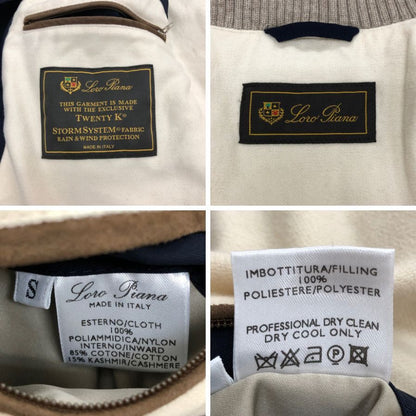 Loro Piana
THIS GARMENT IS MADE
WITH THE EXCLUSIVE
TWENTY K®
STORMSYSTEM® FABRIC
RAIN & WIND PROTECTION
MADE IN ITALY
Loro Piana
S
Loro Piana
MADE IN ITALY
ESTERNO/CLOTH
100%
POLIAMMIDICA/NYLON
INTERNO/INWARD
85% COTONE/COTTON
15% KASHMIR/CASHMERE
IMBOTTITURA/FILLING
100%
POLIESTERE/POLYESTER
PROFESSIONAL DRY CLEAN
DRY COOL ONLY